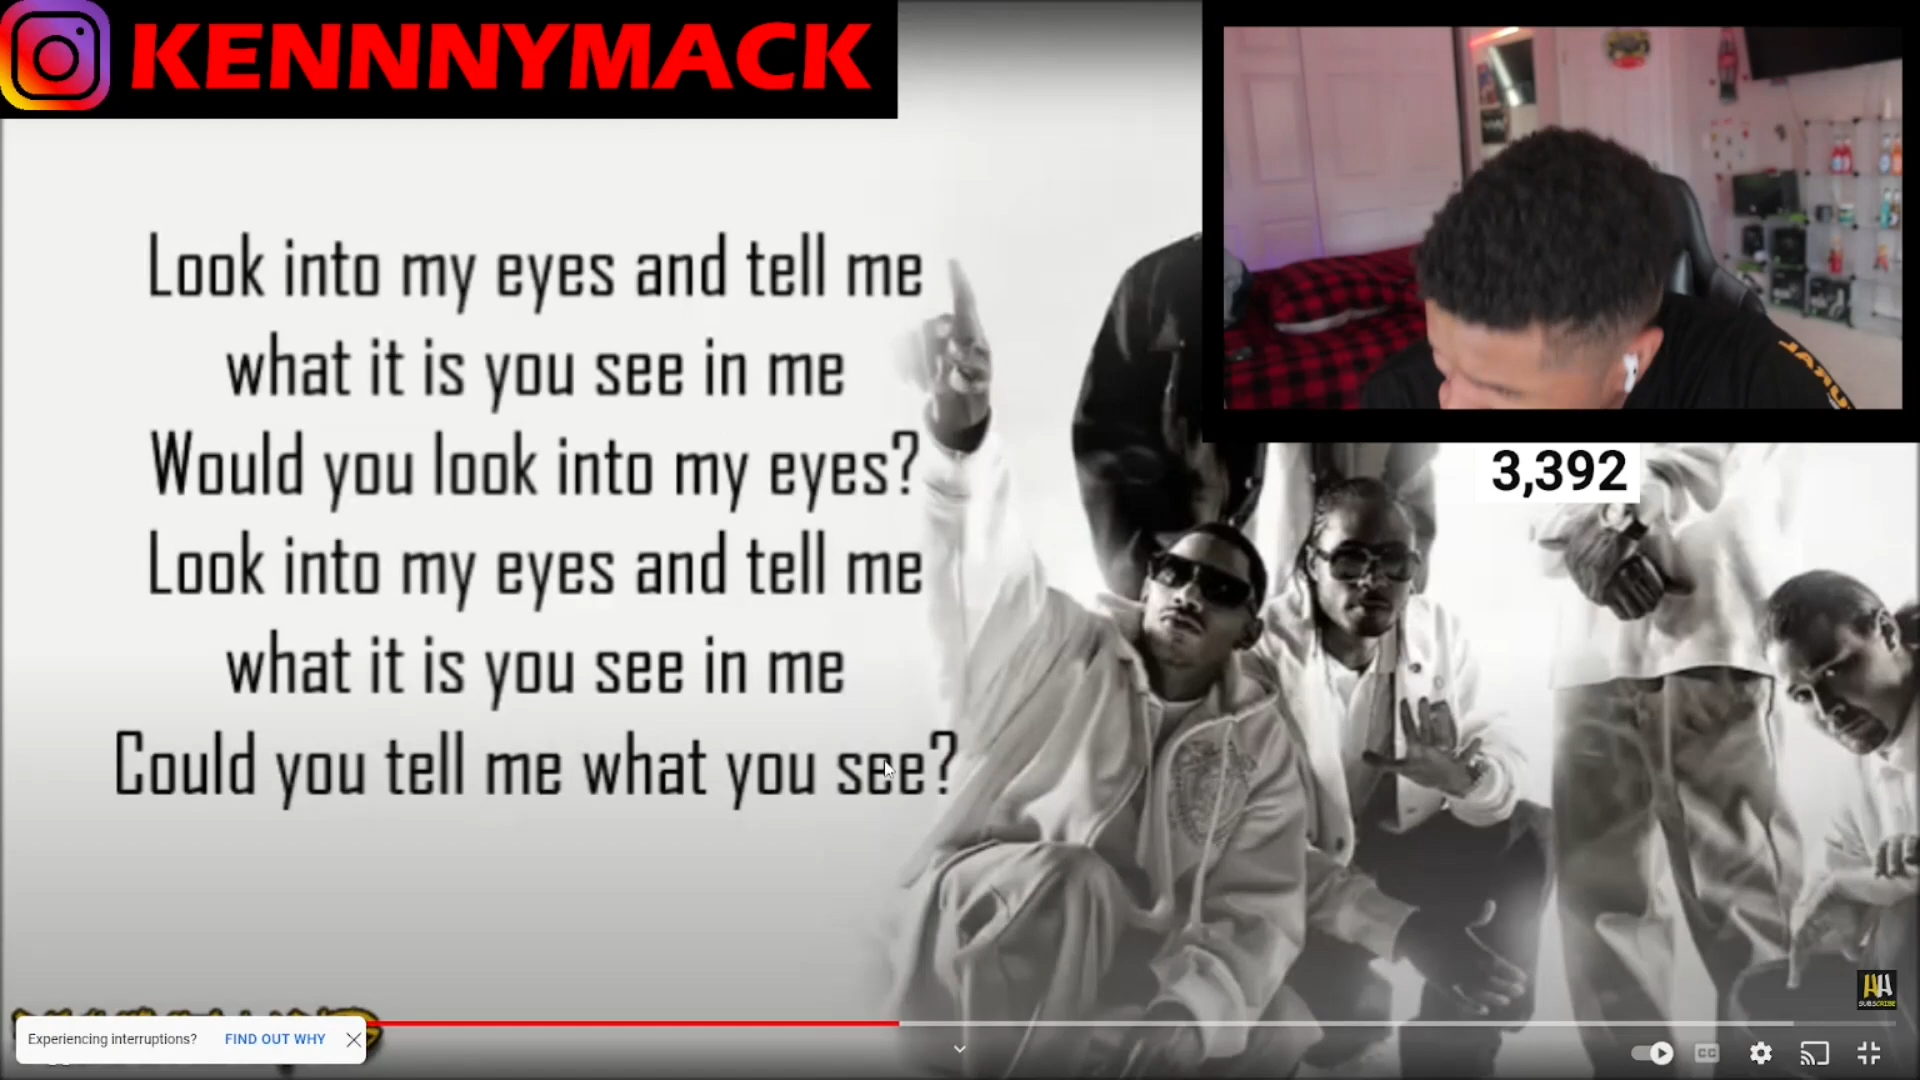 KENNNYMACK
Look into my eyes and tell me
what it is you see in me
Would you look into my eyes?
3,392
Look into my eyes and tell me
what it is you see in me
Could you tell me what you see?
SUBSCRIBE
Experiencing interruptions? FIND OUT WHY
CC